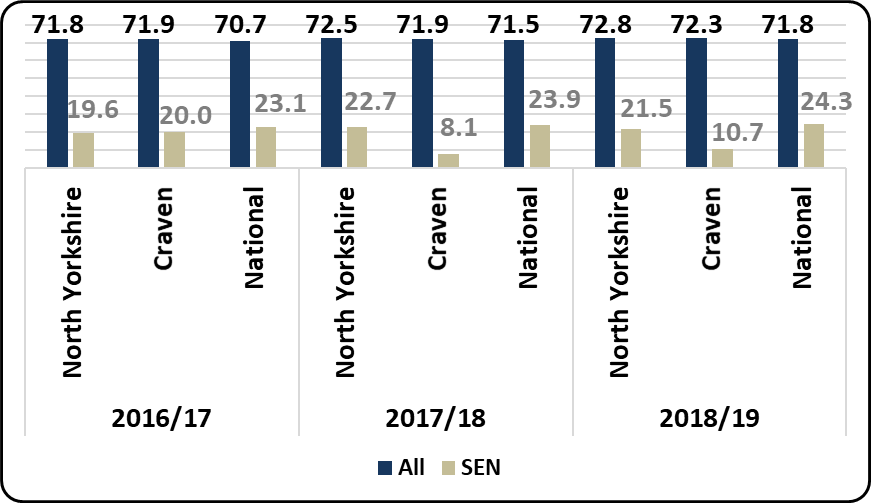 71.8 71.9 70.7 72.5 71.9 71.5 72.8 72.3 71.8
19.6 20.0 23.1 22.7 8.1 23.9 21.5 10.7 24.3
North Yorkshire Craven National North Yorkshire Craven National North Yorkshire Craven National
2016/17 2017/18 2018/19
All SEN